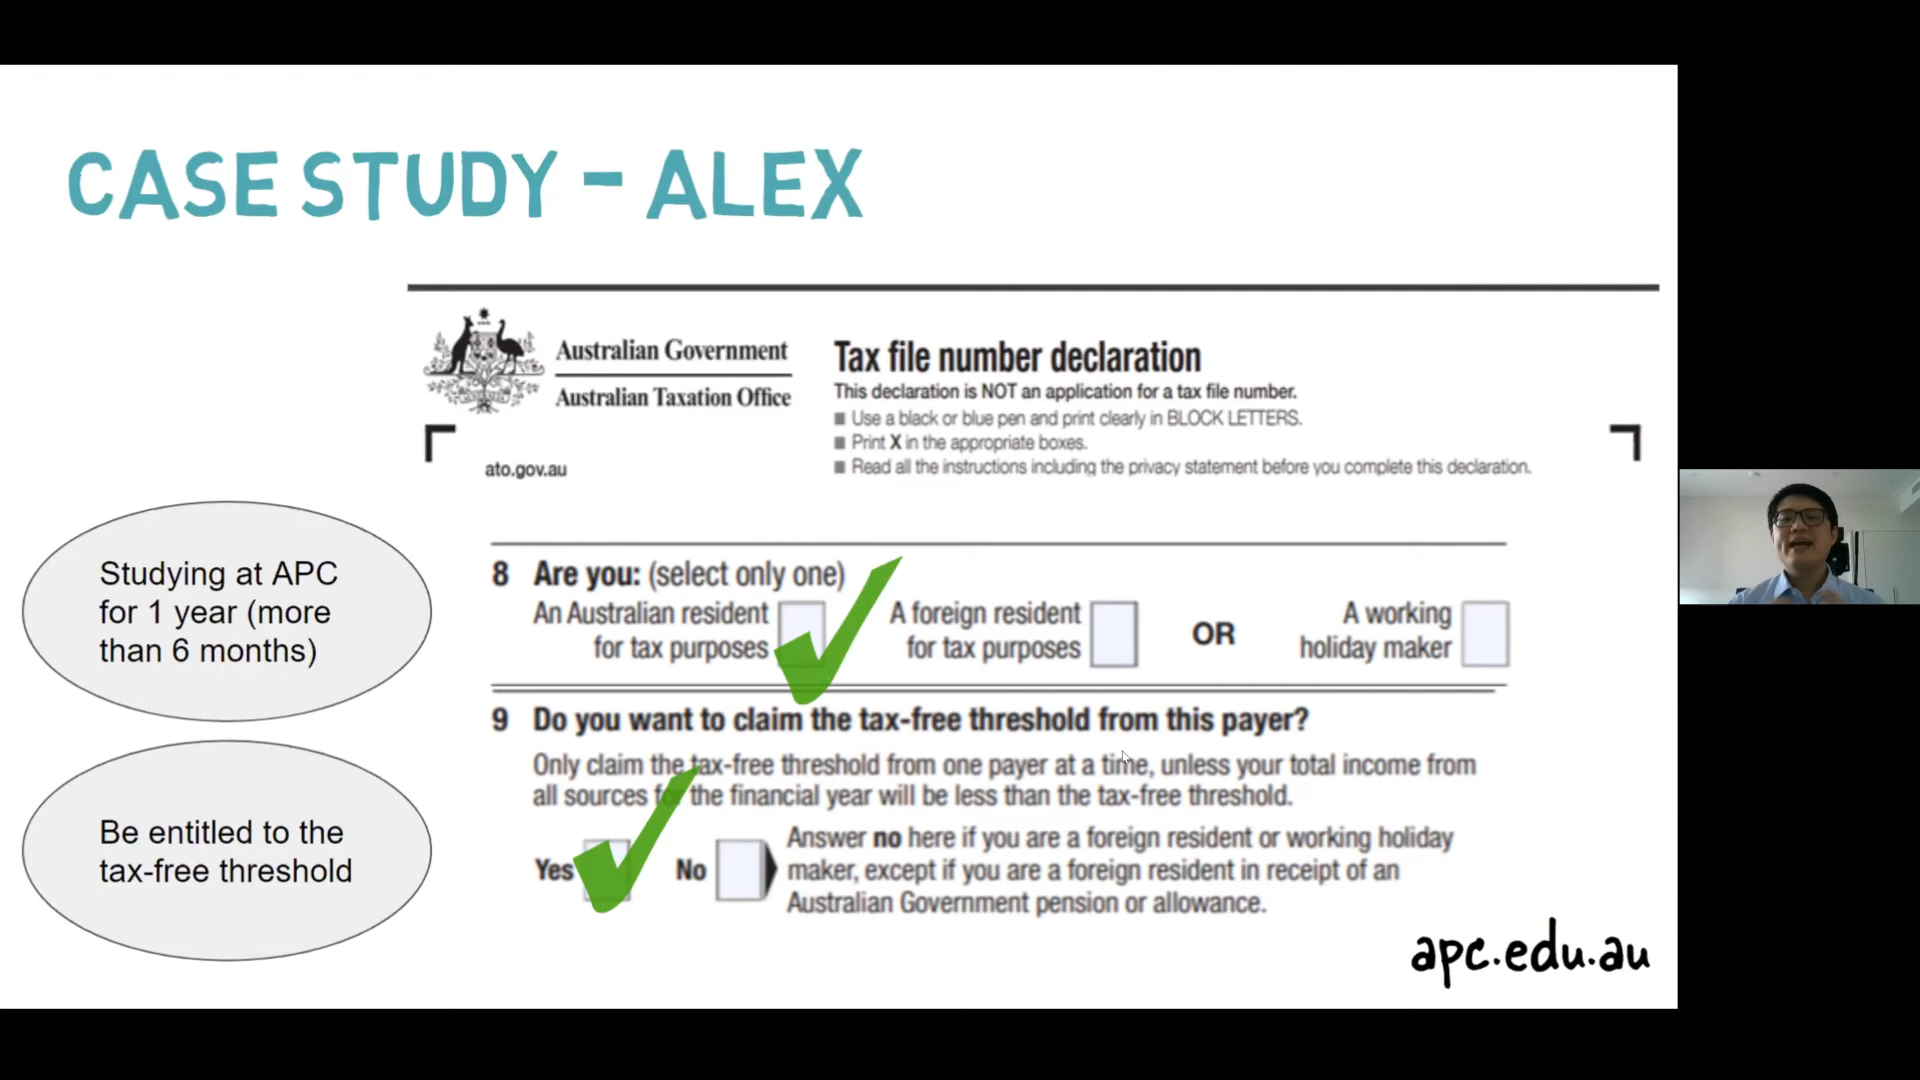 CASE STUDY - ALEX
Australian Government
Australian Taxation Office
ato.gov.au
Tax file number declaration
This declaration is NOT an application for a tax file number.
■ Use a black or blue pen and print clearly in BLOCK LETTERS.
■ Print X in the appropriate boxes.
■ Read all the instructions including the privacy statement before you complete this declaration.
Studying at APC
for 1 year (more
than 6 months)
8 Are you: (select only one)
An Australian resident
for tax purposes
A foreign resident
for tax purposes
OR
A working
holiday maker
9 Do you want to claim the tax-free threshold from this payer?
Only claim the tax-free threshold from one payer at a time, unless your total income from
all sources for the financial year will be less than the tax-free threshold.
Be entitled to the
tax-free threshold
Yes
No
Answer no here if you are a foreign resident or working holiday
maker, except if you are a foreign resident in receipt of an
Australian Government pension or allowance.
apc.edu.au